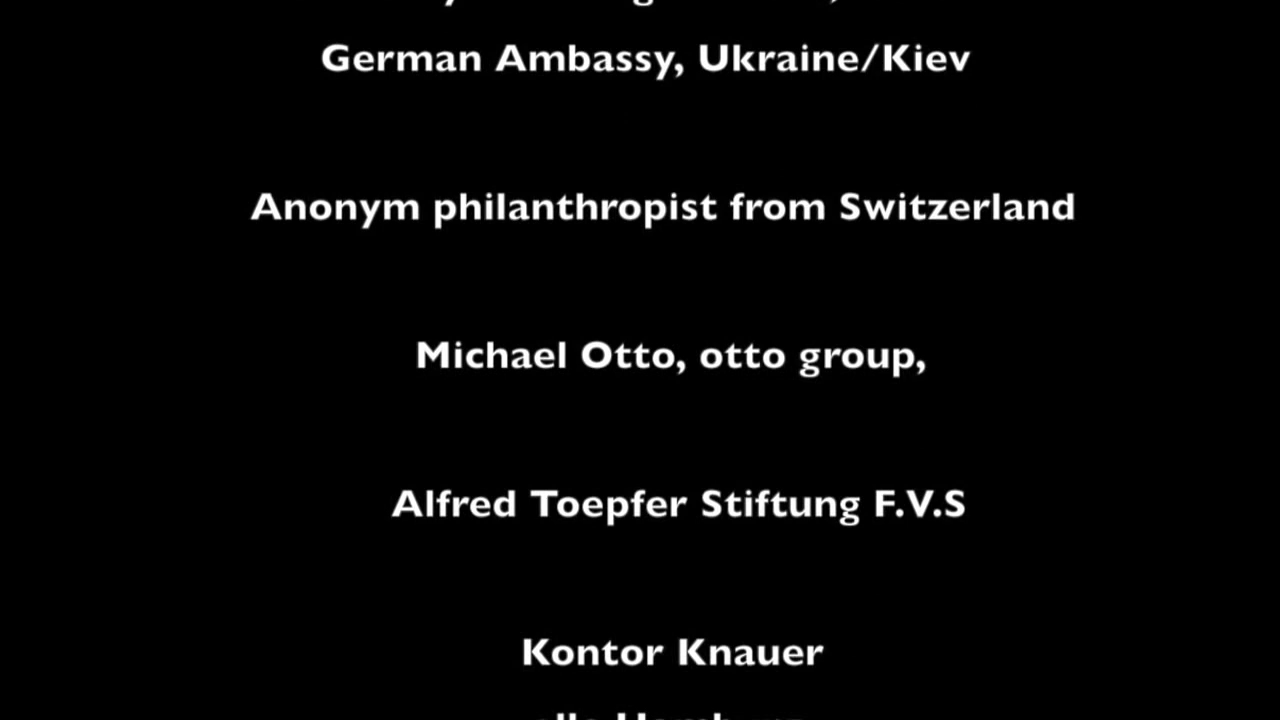 German Ambassy, Ukraine/Kiev
Anonym philanthropist from Switzerland
Michael Otto, otto group,
Alfred Toepfer Stiftung F.V.S
Kontor Knauer